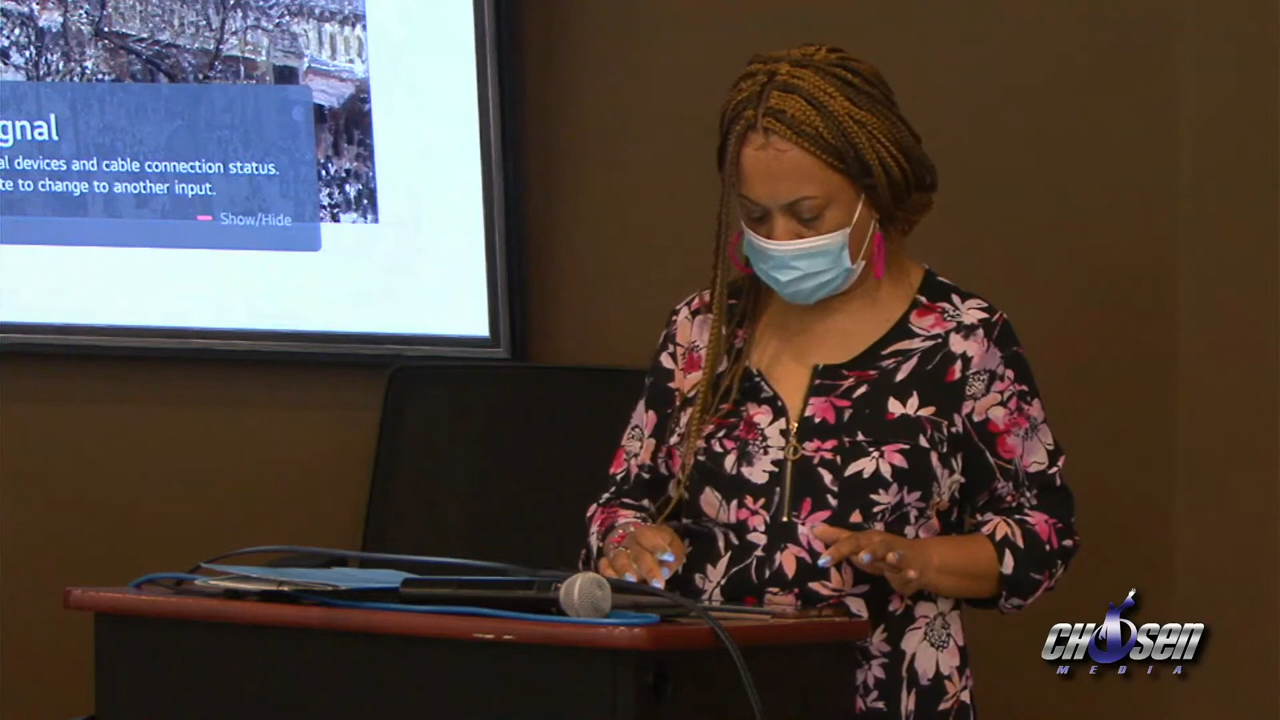 gnal
al devices and cable connection status.
te to change to another input.
Show/Hide
CHOSEN
MEDIA